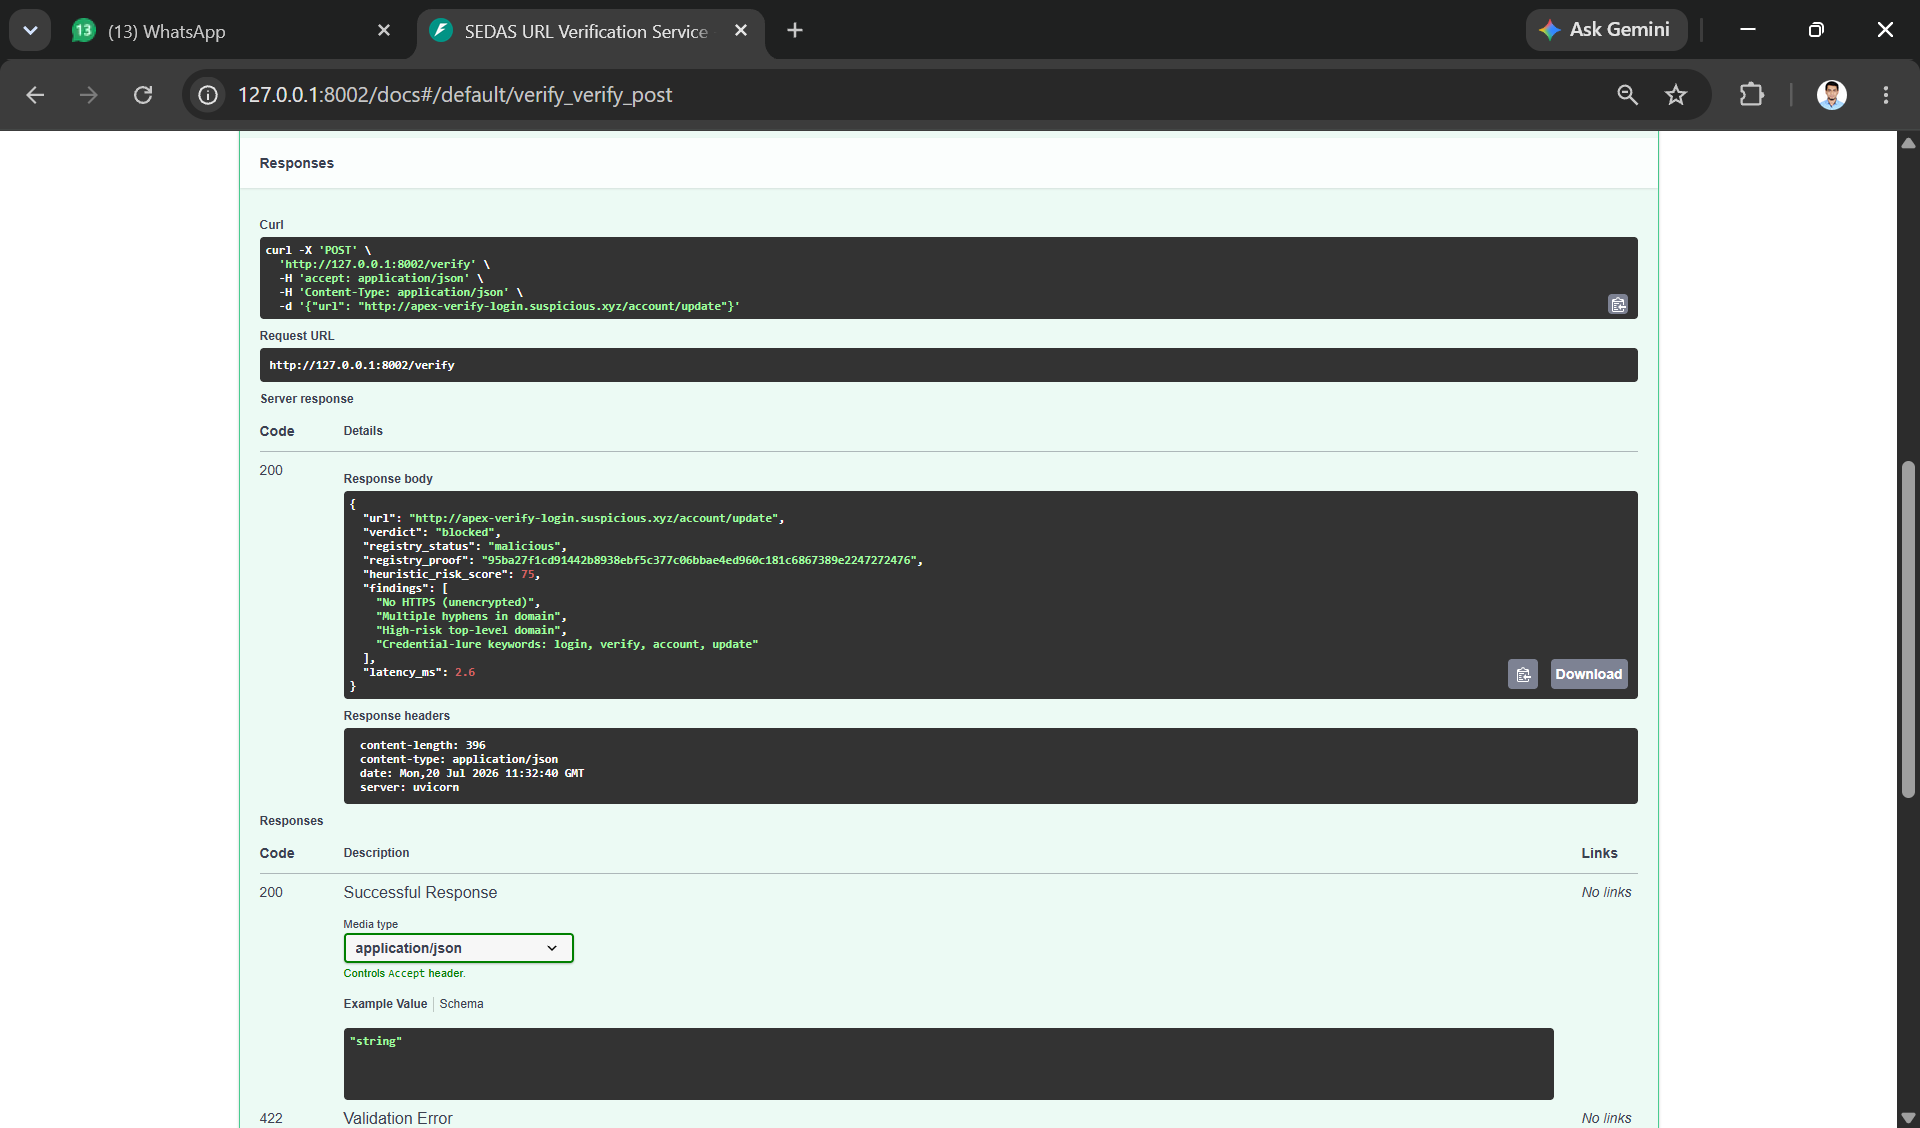 13 (13) WhatsApp
SEDAS URL Verification Service
Ask Gemini
127.0.0.1:8002/docs#/default/verify_verify_post
Responses
Curl
curl -X 'POST' \
'http://127.0.0.1:8002/verify' \
-H 'accept: application/json' \
-H 'Content-Type: application/json' \
-d '{"url": "http://apex-verify-login.suspicious.xyz/account/update"}'
Request URL
http://127.0.0.1:8002/verify
Server response
Code Details
200
Response body
{
"url": "http://apex-verify-login.suspicious.xyz/account/update",
"verdict": "blocked",
"registry_status": "malicious",
"registry_proof": "95ba27f1cd91442b8938ebf5c377c06bbae4ed960c181c6867389e2247272476",
"heuristic_risk_score": 75,
"findings": [
"No HTTPS (unencrypted)",
"Multiple hyphens in domain",
"High-risk top-level domain",
"Credential-lure keywords: login, verify, account, update"
],
"latency_ms": 2.6
}
Download
Response headers
content-length: 396
content-type: application/json
date: Mon,20 Jul 2026 11:32:40 GMT
server: uvicorn
Responses
Code Description Links
200 Successful Response No links
Media type
application/json
Controls Accept header.
Example Value Schema
"string"
422 Validation Error No links